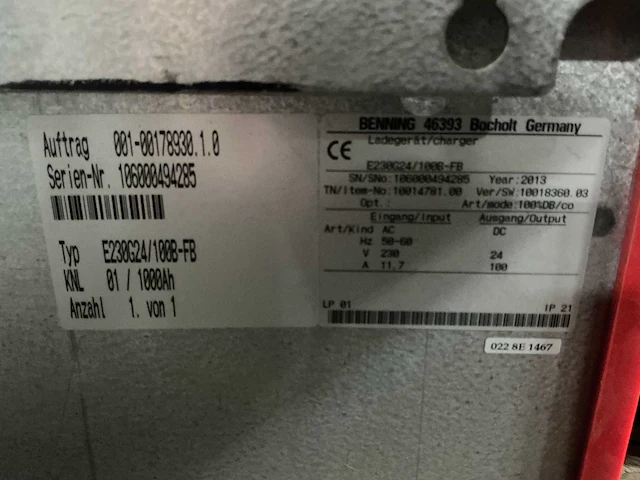 Auftrag 001-00178930.1.0
Serien-Nr. 106000494285
Typ E230G24/100B-FB
KNL 01 / 1000Ah
Anzahl 1. von 1
BENNING 46393 Bocholt Germany
CE Ladegerät/charger
E230G24/100B-FB
SN/SNo: 106000494285 Year: 2013
TN/Item-No: 10014781.00 Ver/SW: 10018360.03
Opt.: Art/mode: 100%DB/co
Eingang/Input Ausgang/Output
Art/Kind AC DC
Hz 50-60
V 230 24
A 11.7 100
LP 01 IP 21
022 8E 1467